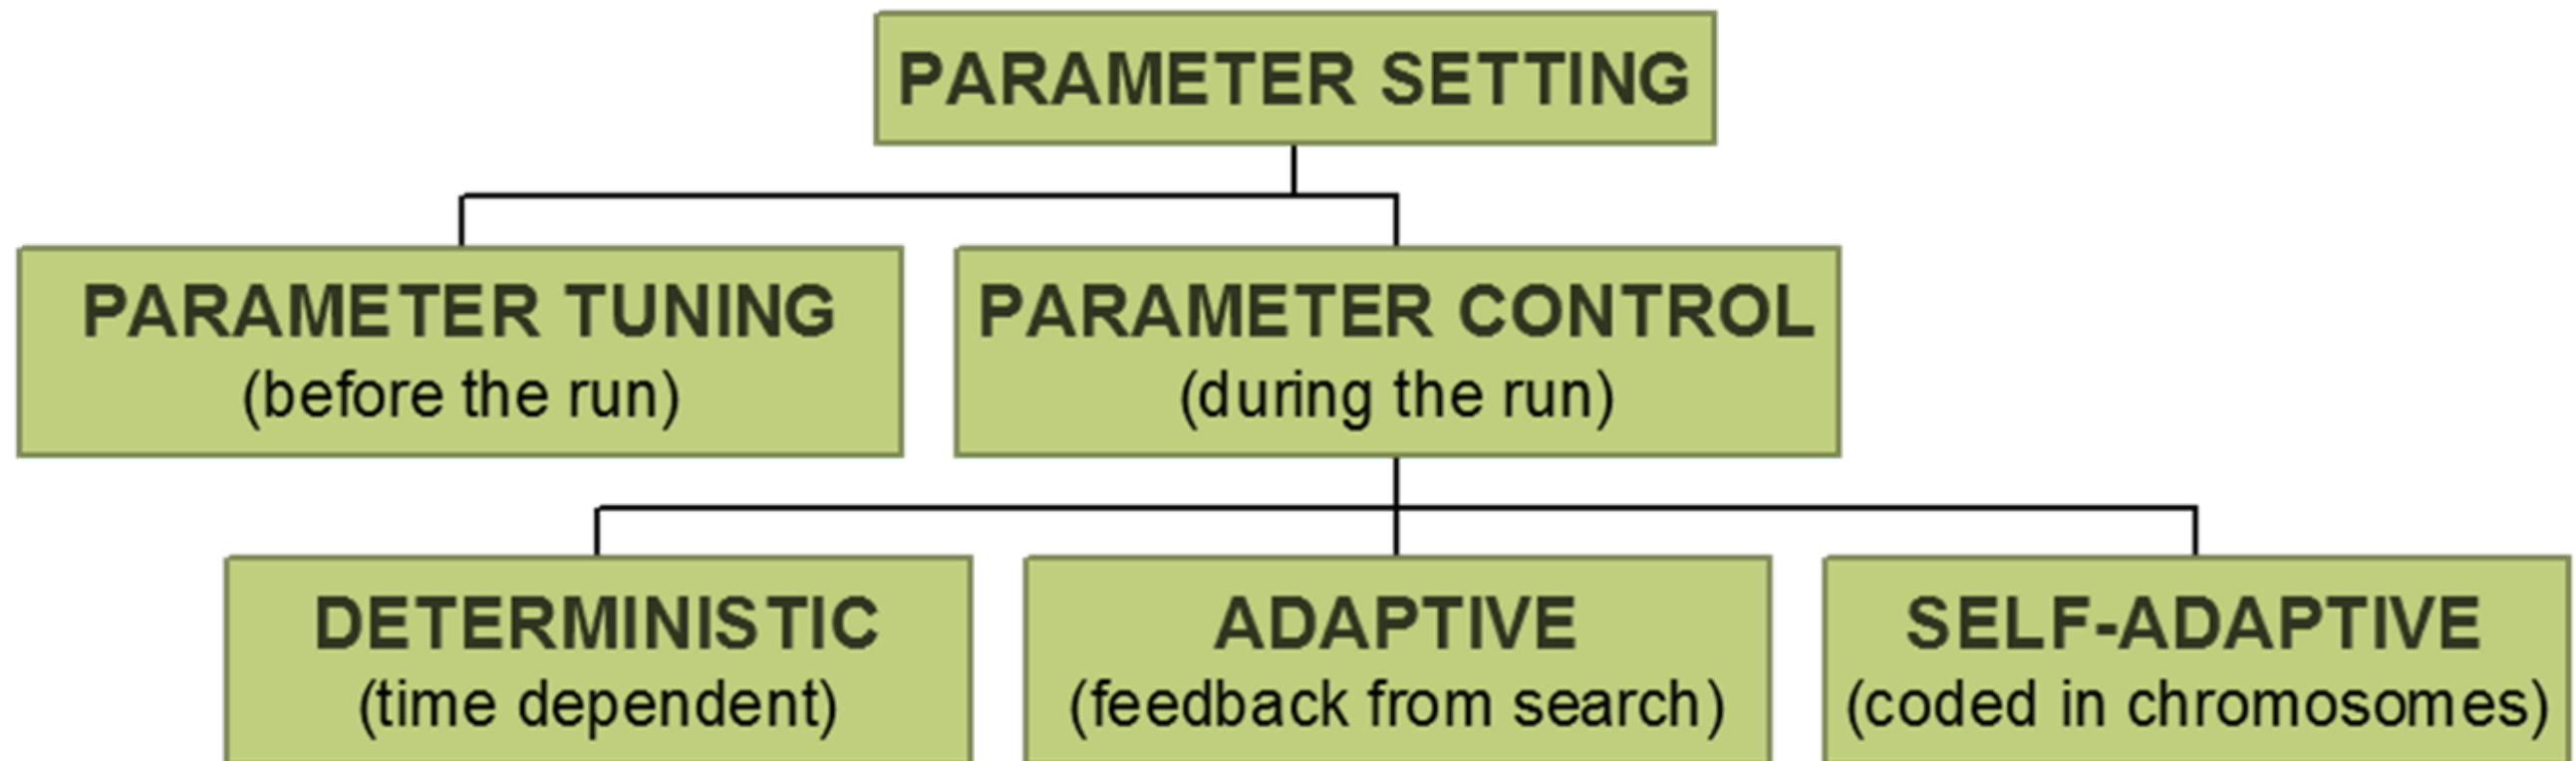 PARAMETER SETTING
PARAMETER TUNING
(before the run)
PARAMETER CONTROL
(during the run)
DETERMINISTIC
(time dependent)
ADAPTIVE
(feedback from search)
SELF-ADAPTIVE
(coded in chromosomes)